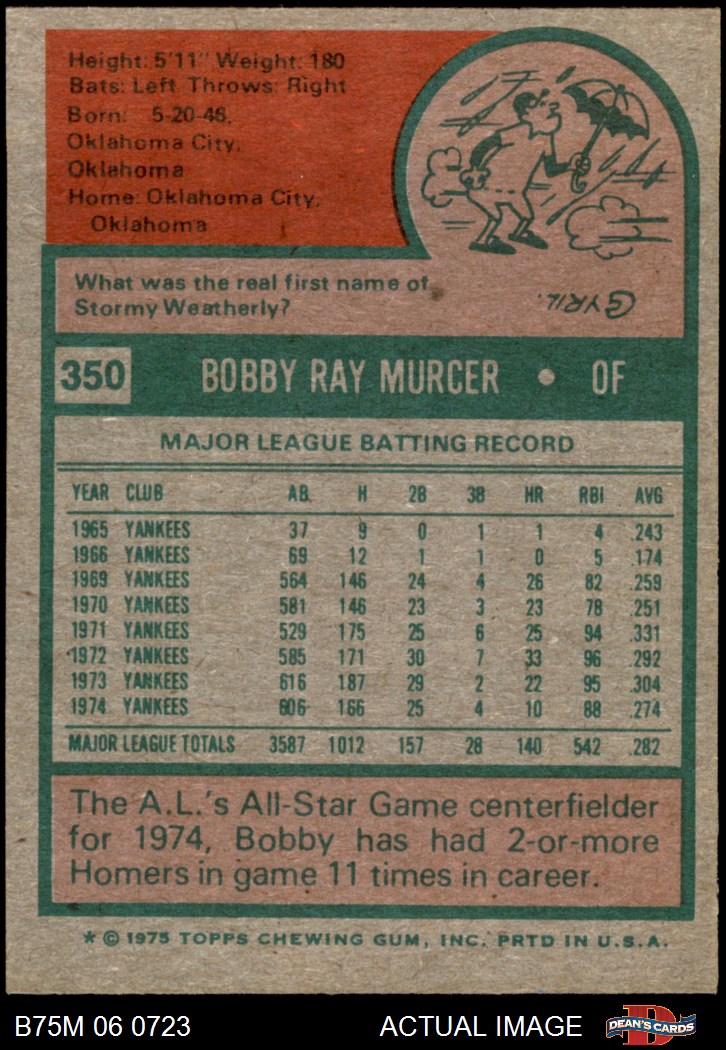 Height: 5'11" Weight: 180
Bats: Left Throws: Right
Born: 5-20-46,
Oklahoma City,
Oklahoma
Home: Oklahoma City,
Oklahoma
What was the real first name of
Stormy Weatherly?
CYRIL.
350 BOBBY RAY MURCER • OF
MAJOR LEAGUE BATTING RECORD
YEAR CLUB AB. H 2B 3B HR RBI AVG
1965 YANKEES 37 9 0 1 1 4 .243
1966 YANKEES 69 12 1 1 0 5 .174
1969 YANKEES 564 146 24 4 26 82 .259
1970 YANKEES 581 146 23 3 23 78 .251
1971 YANKEES 529 175 25 6 25 94 .331
1972 YANKEES 585 171 30 7 33 96 .292
1973 YANKEES 616 187 29 2 22 95 .304
1974 YANKEES 606 166 25 4 10 88 .274
MAJOR LEAGUE TOTALS 3587 1012 157 28 140 542 .282
The A.L.'s All-Star Game centerfielder
for 1974, Bobby has had 2-or-more
Homers in game 11 times in career.
* © 1975 TOPPS CHEWING GUM, INC. PRTD IN U.S.A.
B75M 06 0723 ACTUAL IMAGE D DEAN'S CARDS